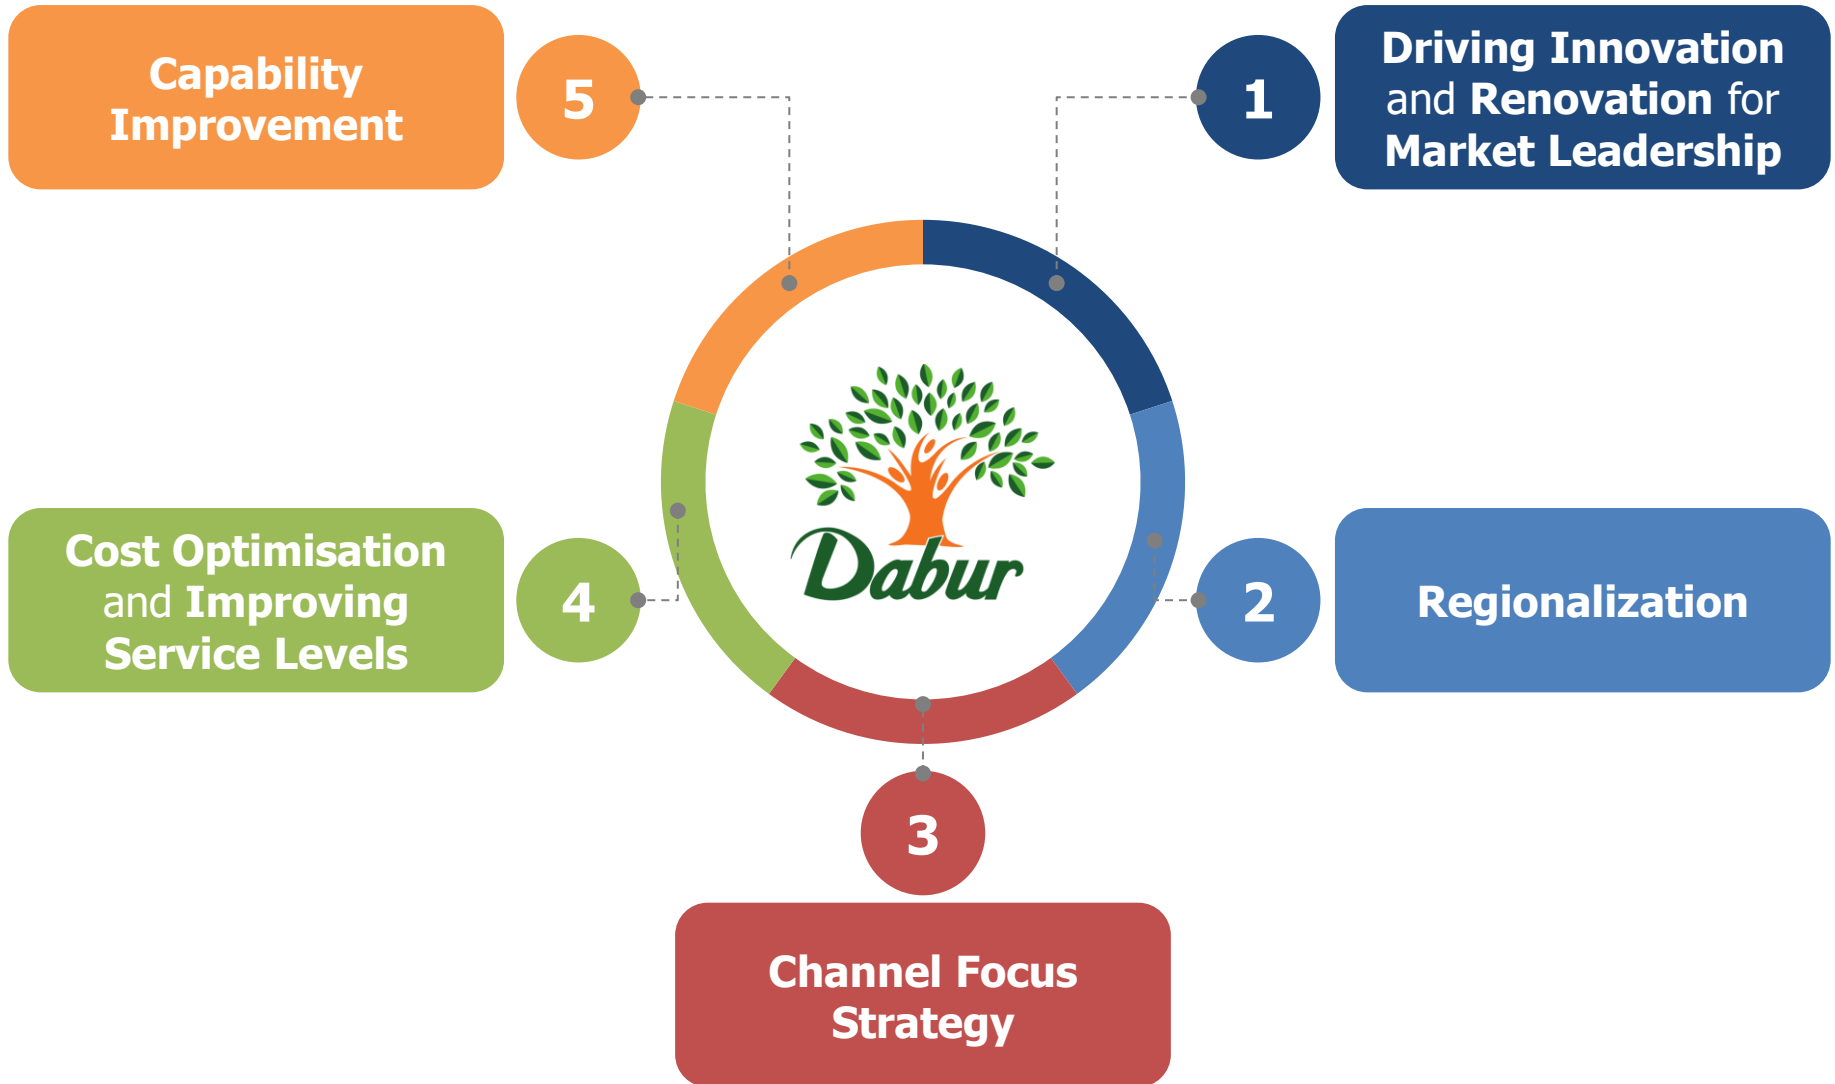 1
Driving Innovation
and Renovation for
Market Leadership
2
Regionalization
3
Channel Focus
Strategy
4
Cost Optimisation
and Improving
Service Levels
5
Capability
Improvement
Dabur